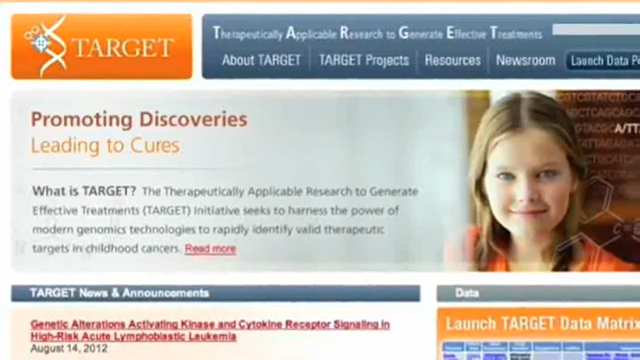 TARGET
Therapeutically Applicable Research to Generate Effective Treatments
About TARGET TARGET Projects Resources Newsroom Launch Data
Promoting Discoveries
Leading to Cures
What is TARGET? The Therapeutically Applicable Research to Generate
Effective Treatments (TARGET) Initiative seeks to harness the power of
modern genomics technologies to rapidly identify valid therapeutic
targets in childhood cancers. Read more
TARGET News & Announcements
Data
Genetic Alterations Activating Kinase and Cytokine Receptor Signaling in
High-Risk Acute Lymphoblastic Leukemia
August 14, 2012
Launch TARGET Data Matrix